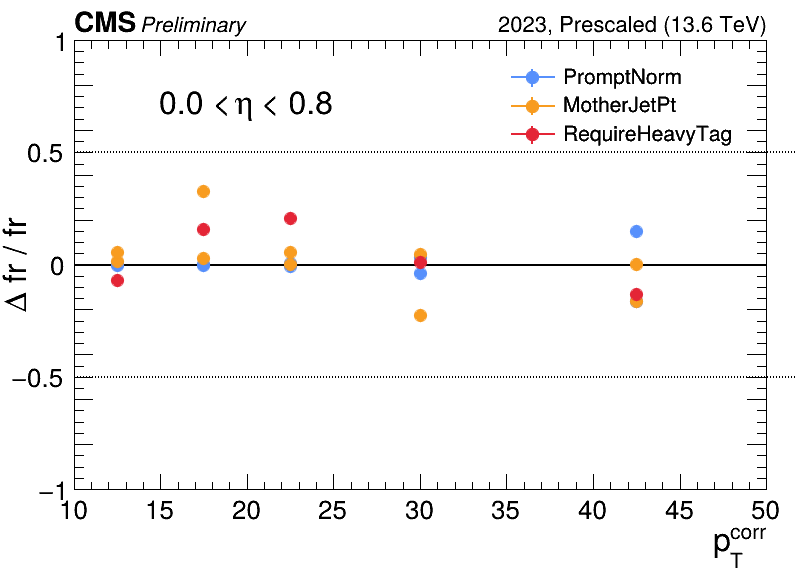 CMS Preliminary 2023, Prescaled (13.6 TeV)
1
0.0 < η < 0.8
PromptNorm
MotherJetPt
RequireHeavyTag
0.5
0
−0.5
−1
Δ fr / fr
10 15 20 25 30 35 40 45 50
p_T^corr